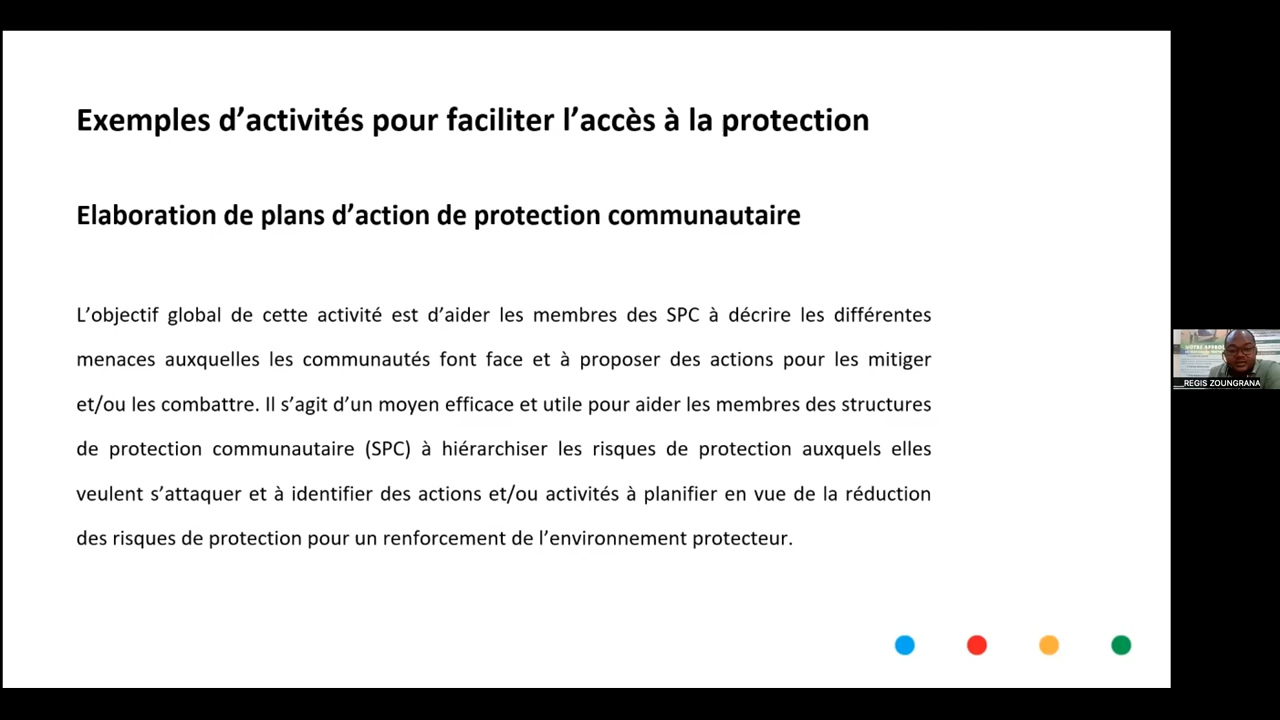 Exemples d’activités pour faciliter l’accès à la protection
Elaboration de plans d’action de protection communautaire
L’objectif global de cette activité est d’aider les membres des SPC à décrire les différentes
menaces auxquelles les communautés font face et à proposer des actions pour les mitiger
et/ou les combattre. Il s’agit d’un moyen efficace et utile pour aider les membres des structures
de protection communautaire (SPC) à hiérarchiser les risques de protection auxquels elles
veulent s’attaquer et à identifier des actions et/ou activités à planifier en vue de la réduction
des risques de protection pour un renforcement de l’environnement protecteur.
__REGIS ZOUNGRANA